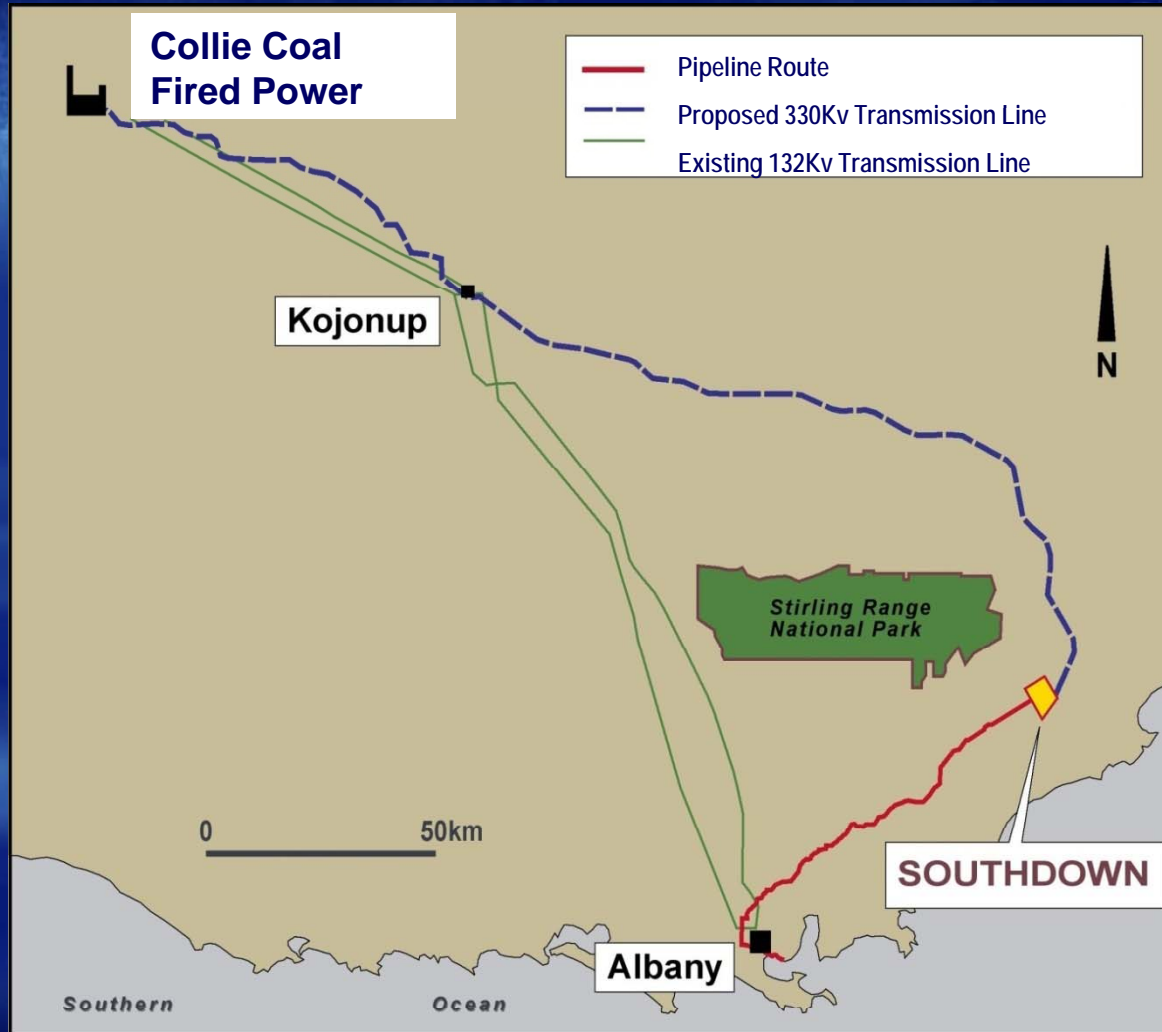 Collie Coal
Fired Power
Pipeline Route
Proposed 330Kv Transmission Line
Existing 132Kv Transmission Line
N
Kojonup
Stirling Range
National Park
0 50km
SOUTHDOWN
Albany
Southern Ocean